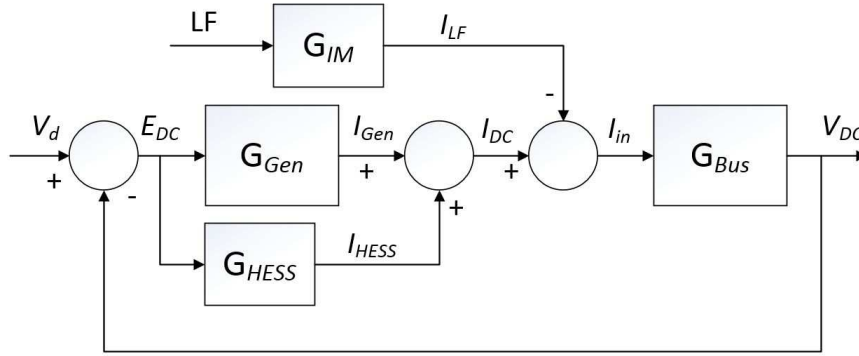 LF
G_IM
I_LF
-
V_d
E_DC
G_Gen
I_Gen
I_DC
I_in
G_Bus
V_DC
+
-
+
+
+
G_HESS
I_HESS